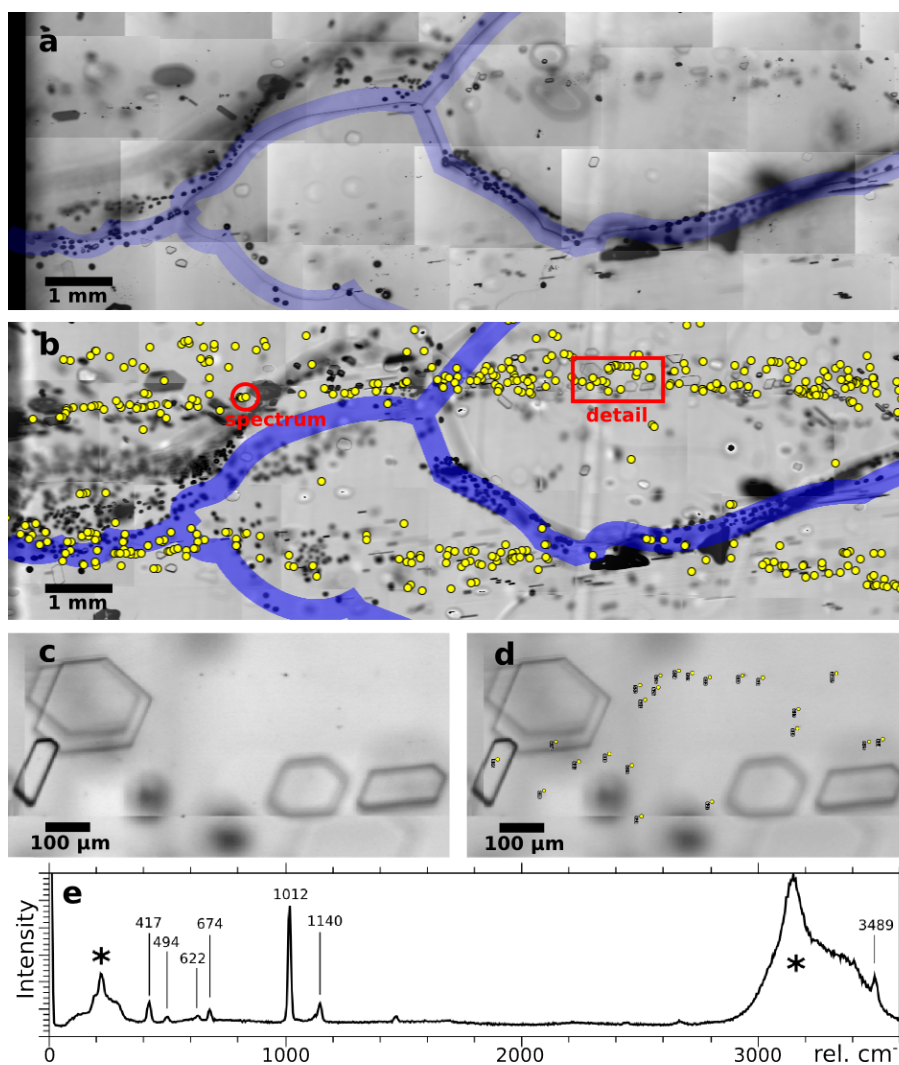 a
1 mm
b
spectrum
detail
1 mm
c
d
100 µm
100 µm
e
Intensity
*
417
494
622
674
1012
1140
*
3489
0
1000
2000
3000
rel. cm-